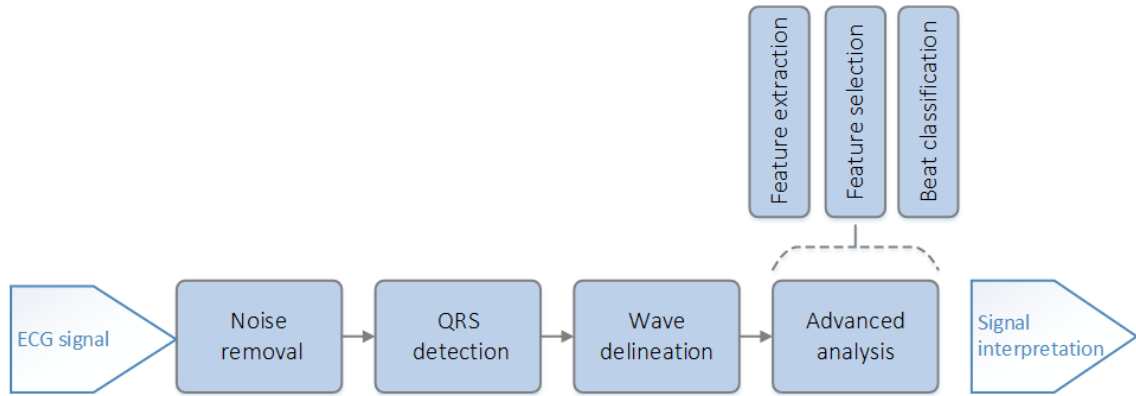 Feature extraction
Feature selection
Beat classification
ECG signal
Noise
removal
QRS
detection
Wave
delineation
Advanced
analysis
Signal
interpretation